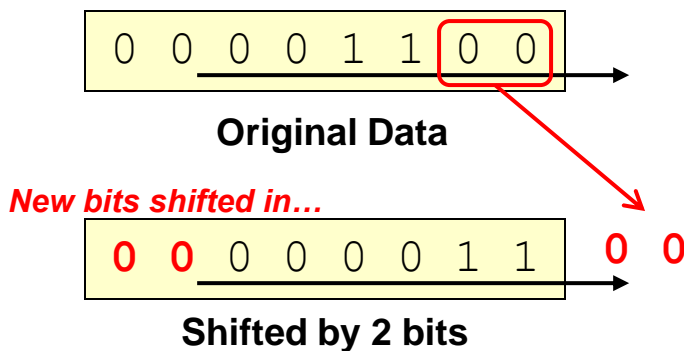 0 0 0 0 1 1 0 0
Original Data
New bits shifted in…
0 0 0 0 0 0 1 1 0 0
Shifted by 2 bits